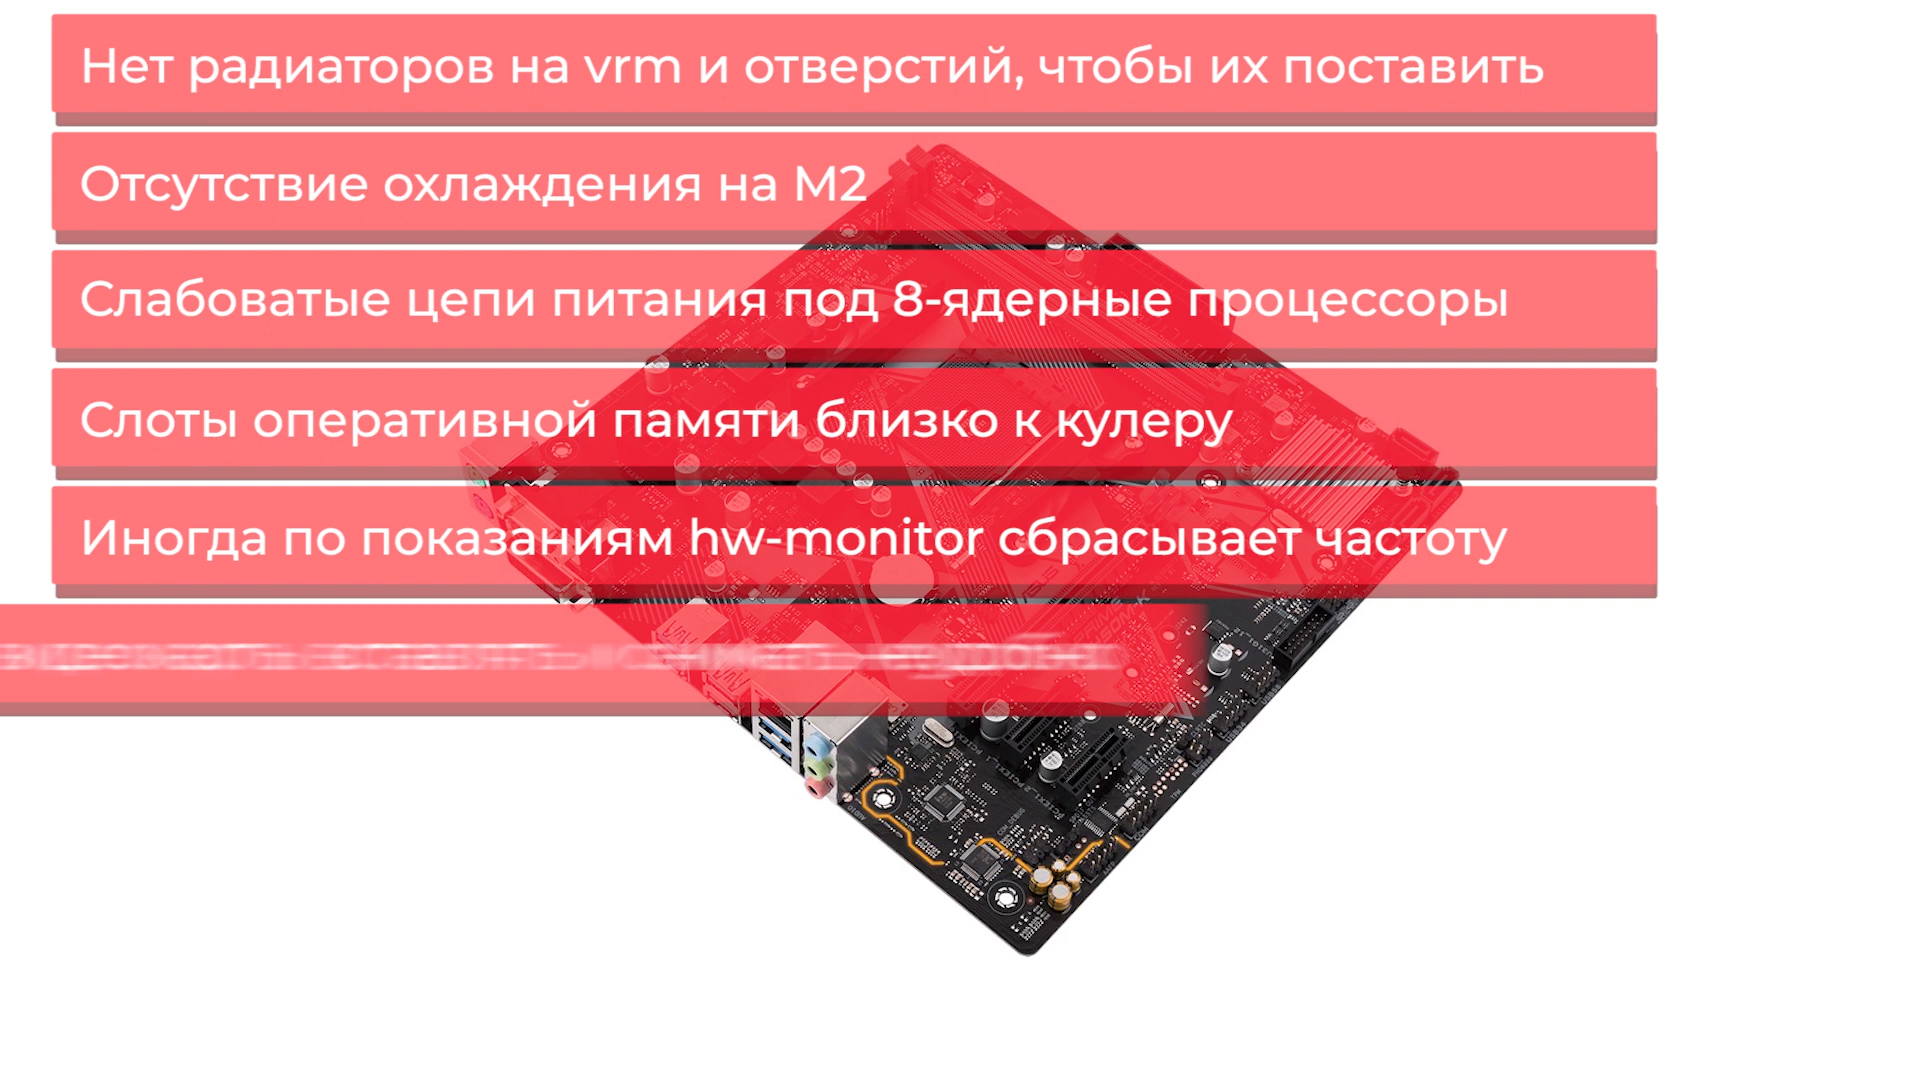 Нет радиаторов на vrm и отверстий, чтобы их поставить
Отсутствие охлаждения на M2
Слабоватые цепи питания под 8-ядерные процессоры
Слоты оперативной памяти близко к кулеру
Иногда по показаниям hw-monitor сбрасывает частоту